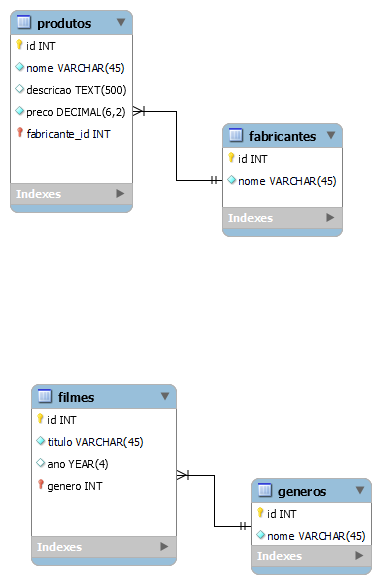 produtos
id INT
nome VARCHAR(45)
descricao TEXT(500)
preco DECIMAL(6,2)
fabricante_id INT
Indexes
fabricantes
id INT
nome VARCHAR(45)
Indexes
filmes
id INT
titulo VARCHAR(45)
ano YEAR(4)
genero INT
Indexes
generos
id INT
nome VARCHAR(45)
Indexes